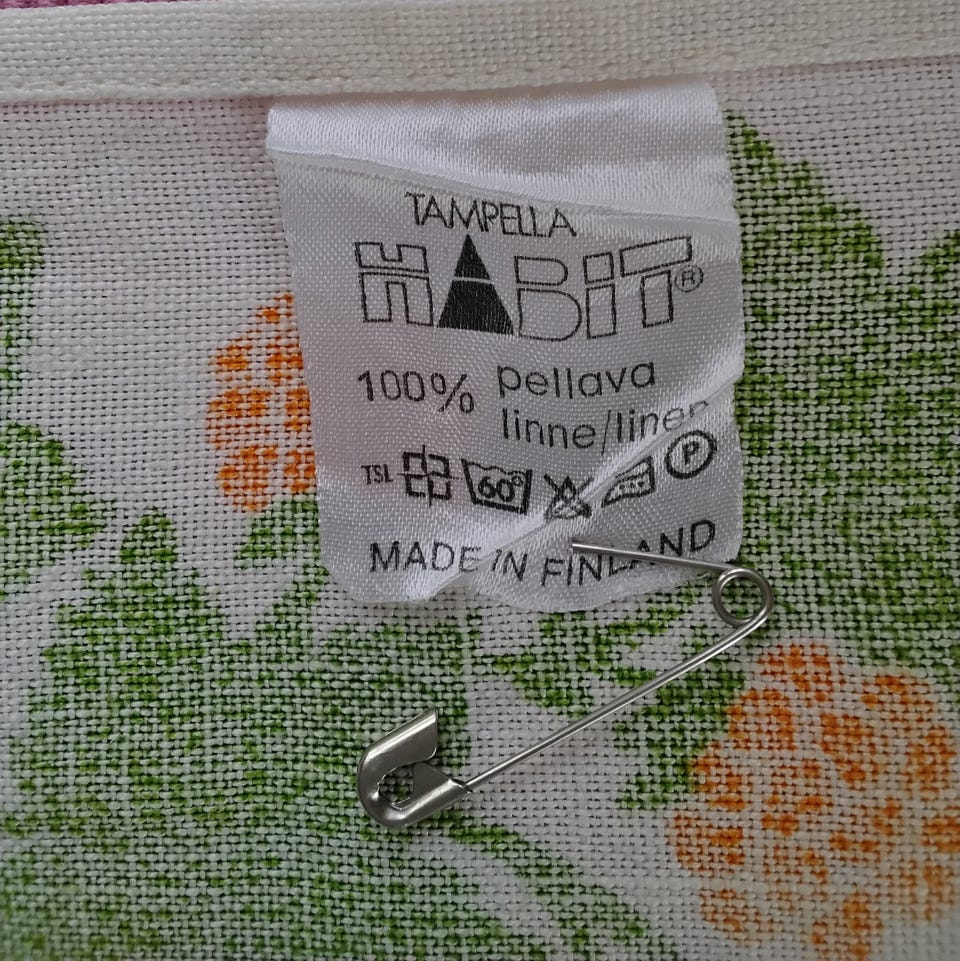 TAMPELLA
HABiT®
100% pellava
linne/linen
TSL 60° P
MADE IN FINLAND